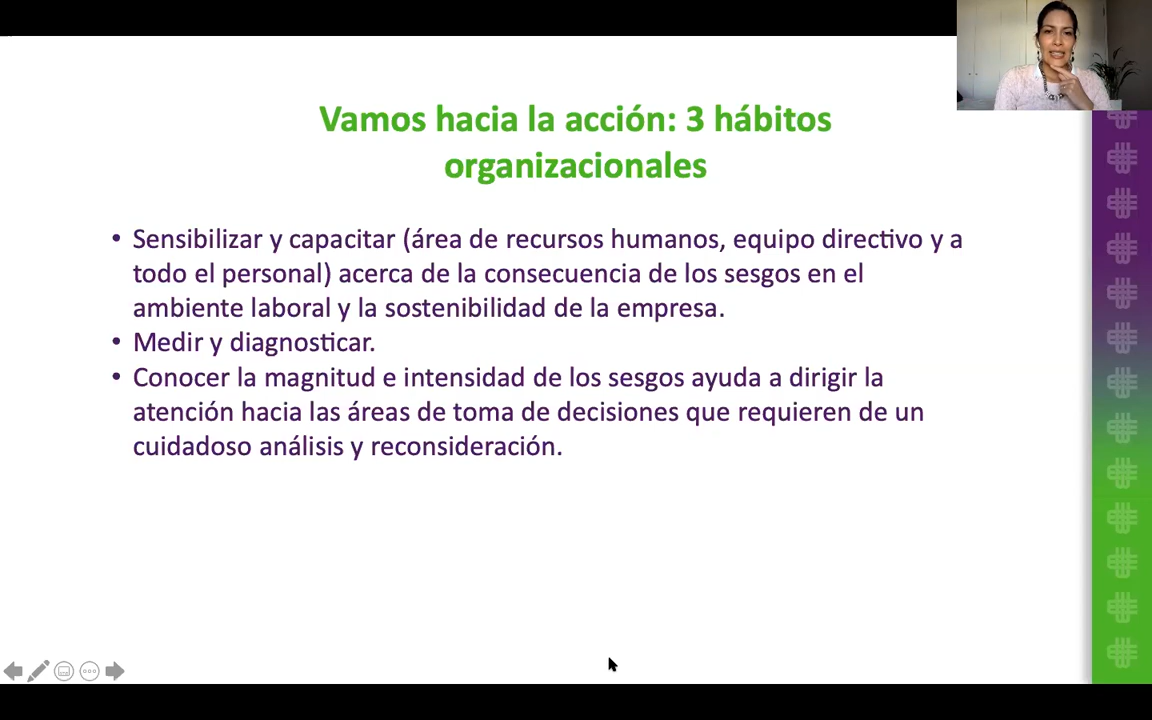 Vamos hacia la acción: 3 hábitos
organizacionales
• Sensibilizar y capacitar (área de recursos humanos, equipo directivo y a
todo el personal) acerca de la consecuencia de los sesgos en el
ambiente laboral y la sostenibilidad de la empresa.
• Medir y diagnosticar.
• Conocer la magnitud e intensidad de los sesgos ayuda a dirigir la
atención hacia las áreas de toma de decisiones que requieren de un
cuidadoso análisis y reconsideración.